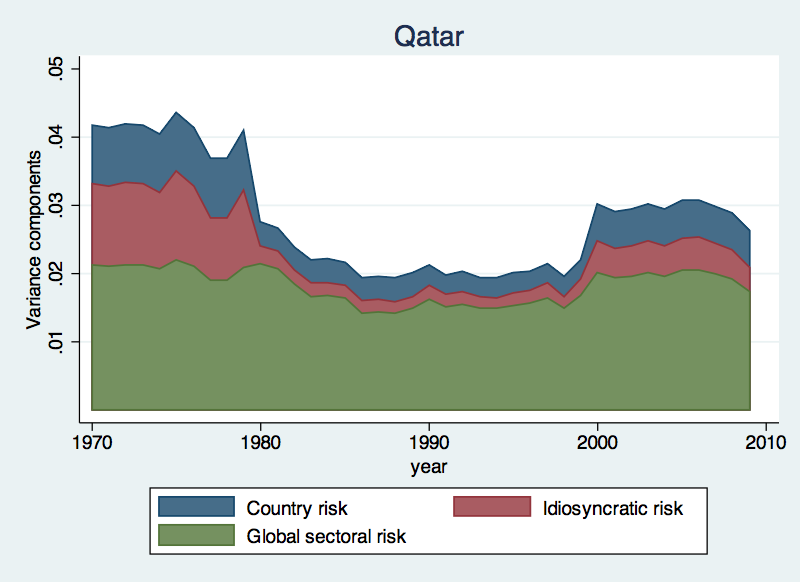 Qatar
Variance components
.05
.04
.03
.02
.01
1970 1980 1990 2000 2010
year
Country risk Idiosyncratic risk
Global sectoral risk